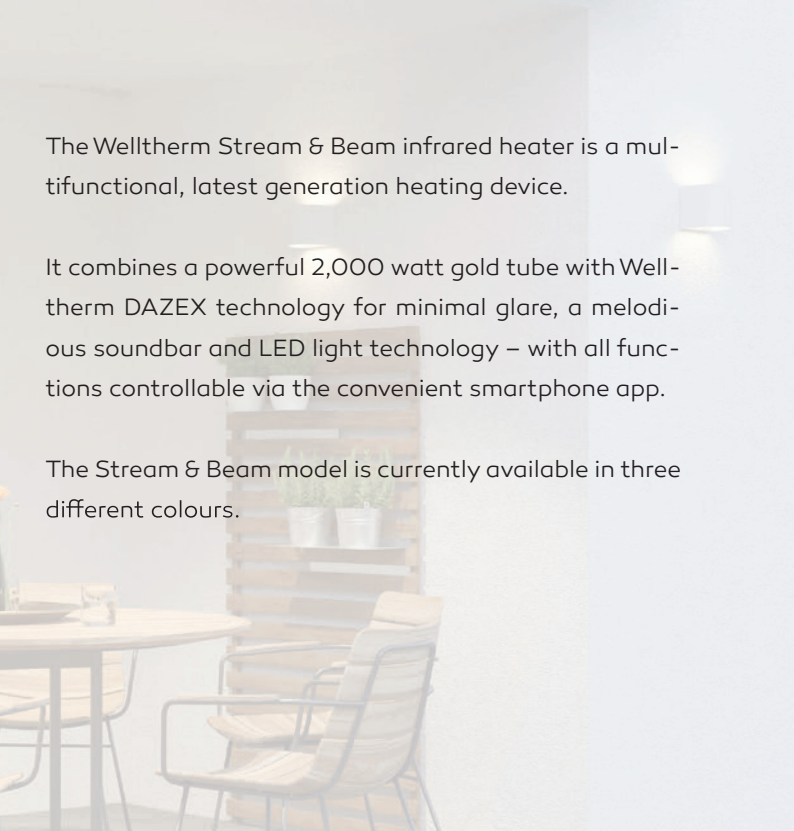 The Welltherm Stream & Beam infrared heater is a mul-
tifunctional, latest generation heating device.
It combines a powerful 2,000 watt gold tube with Well-
therm DAZEX technology for minimal glare, a melodi-
ous soundbar and LED light technology – with all func-
tions controllable via the convenient smartphone app.
The Stream & Beam model is currently available in three
different colours.